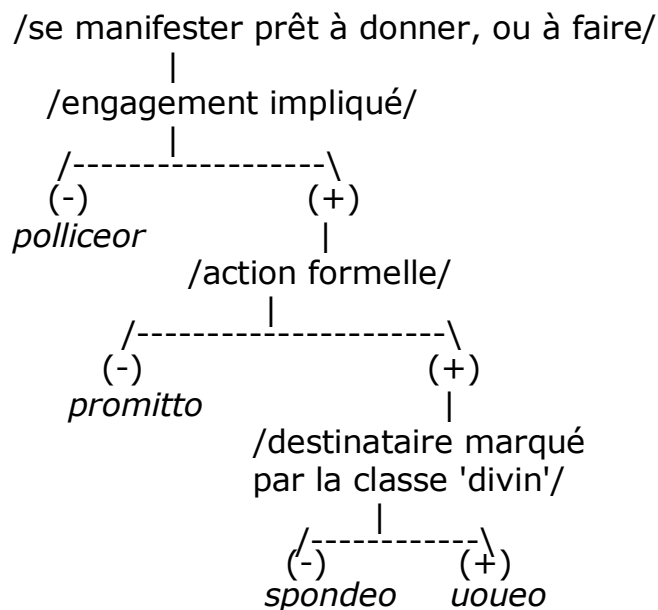 /se manifester prêt à donner, ou à faire/
|
/engagement impliqué/
|
/------------------\
(-) (+)
polliceor |
/action formelle/
|
/----------------------\
(-) (+)
promitto |
/destinataire marqué
par la classe 'divin'/
|
/------------\
(-) (+)
spondeo uoueo